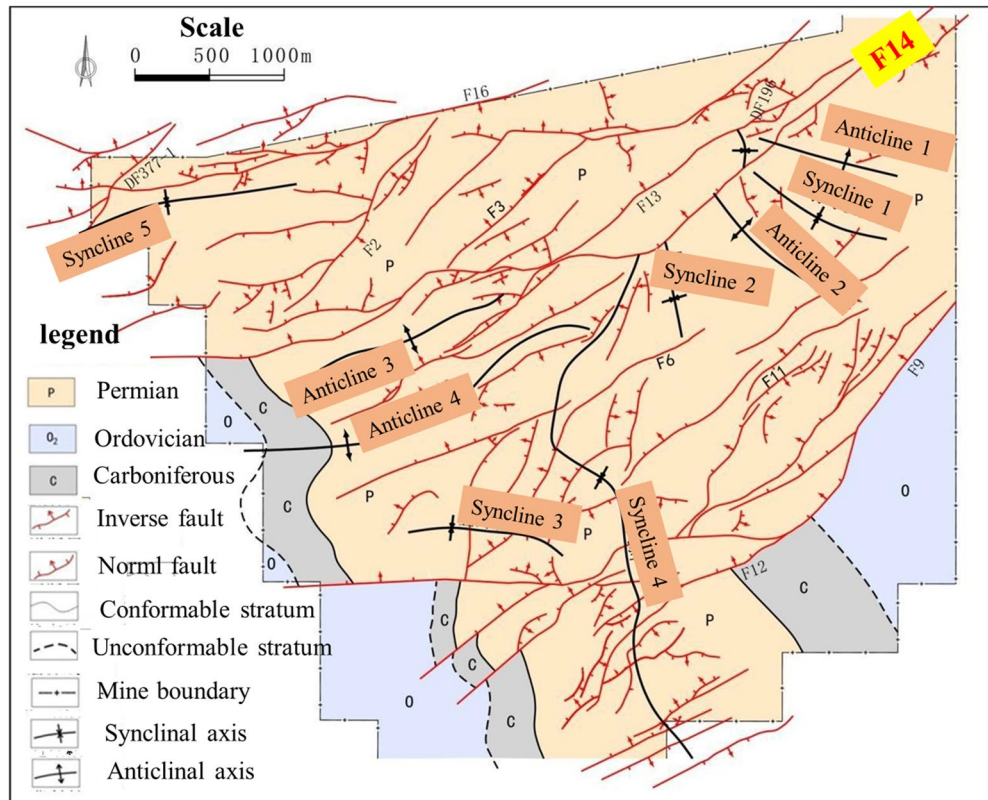 Scale
0 500 1000m
F14
F16
DF196
Anticline 1
DF377-1
P
Syncline 1
P
F3
F13
Syncline 5
F2
Anticline 2
P
Syncline 2
legend
Anticline 3
F6
F9
F11
P Permian
C
Anticline 4
O
O₂ Ordovician
C Carboniferous
C
P
O
Inverse fault
Syncline 3
P
Syncline 4
Norml fault
O
F12
C
Conformable stratum
C
P
Unconformable stratum
C
Mine boundary
O
C
Synclinal axis
Anticlinal axis